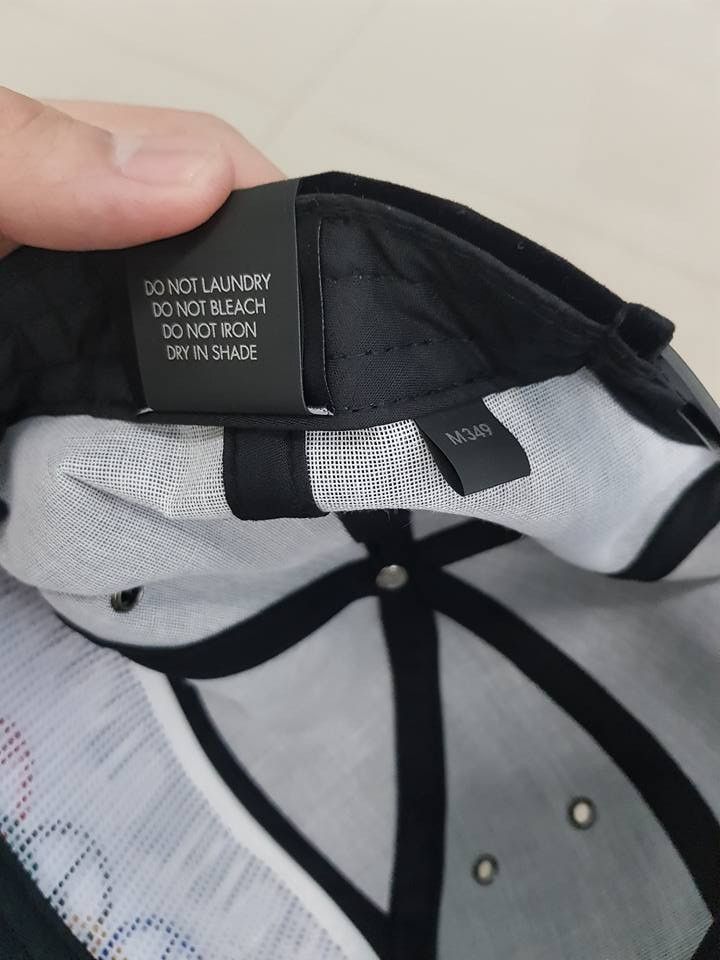 DO NOT LAUNDRY
DO NOT BLEACH
DO NOT IRON
DRY IN SHADE
M349